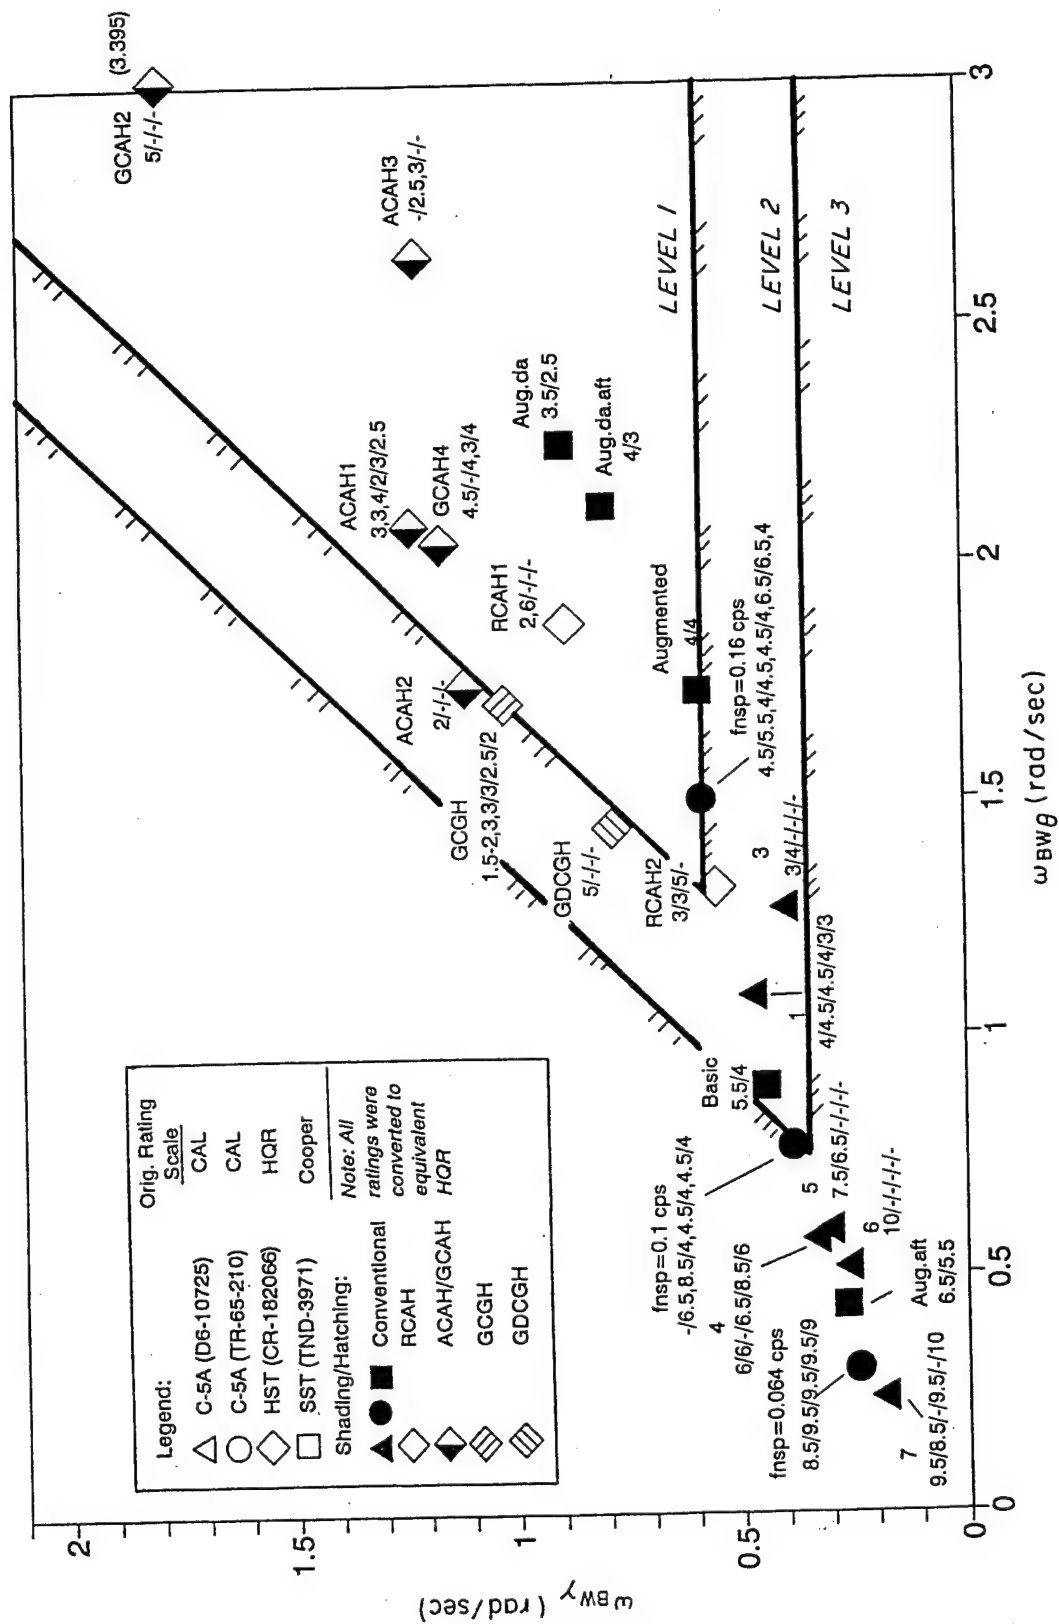 Legend:
Orig. Rating
Scale
C-5A (D6-10725) CAL
C-5A (TR-65-210) CAL
HST (CR-182066) HQR
SST (TND-3971) Cooper
Shading/Hatching:
Conventional
RCAH
ACAH/GCAH
GCGH
GDCGH
Note: All
ratings were
converted to
equivalent
HQR
GCAH2 (3.395)
5/-/-/-
ACAH3
-/2.5,3/-/-
ACAH1
3,3,4/2/3/2.5
GCAH4
4.5/-/4,3/4
Aug.da
3.5/2.5
Aug.da.aft
4/3
RCAH1
2,6/-/-/-
ACAH2
2/-/-/-
GCGH
1.5-2,3,3/3/2.5/2
GDCGH
5/-/-/-
RCAH2
3/3/5/-
Augmented
4/4
fnsp=0.16 cps
4.5/5.5,4/4.5,4.5/4,6.5/6.5,4
LEVEL 1
LEVEL 2
LEVEL 3
3
3/4/-/-/-/-
1
4/4.5/4.5/4/3/3
Basic
5.5/4
fnsp=0.1 cps
-/6.5,8.5/4,4.5/4,4.5/4
5
7.5/6.5/-/-/-/-
4
6/6/-/6.5/8.5/6
6
10/-/-/-/-/-
Aug.aft
6.5/5.5
fnsp=0.064 cps
8.5/9.5/9.5/9.5/9
7
9.5/8.5/-/9.5/-/10
2
1.5
1
0.5
0
ωBWγ (rad/sec)
0 0.5 1 1.5 2 2.5 3
ωBWθ (rad/sec)